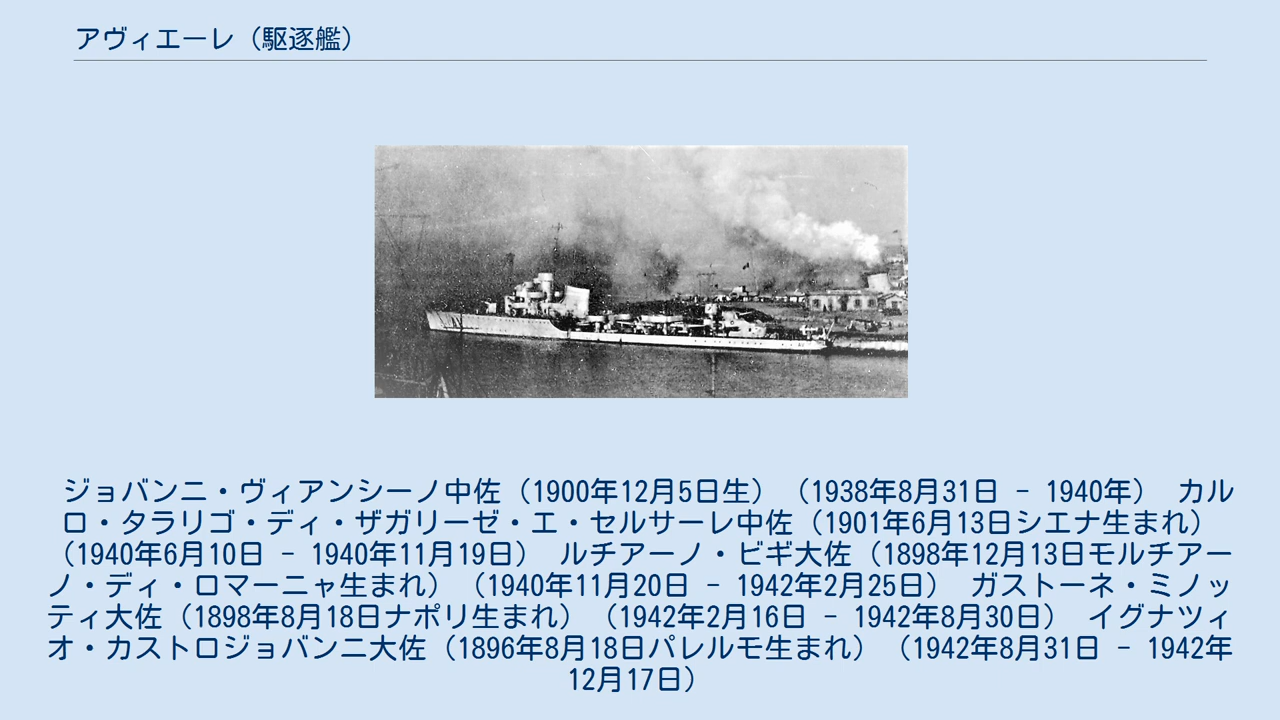 アヴィエーレ（駆逐艦）
ジョバンニ・ヴィアンシーノ中佐（1900年12月5日生）（1938年8月31日 – 1940年） カル
ロ・タラリゴ・ディ・ザガリーゼ・エ・セルサーレ中佐（1901年6月13日シエナ生まれ）
（1940年6月10日 – 1940年11月19日） ルチアーノ・ビギ大佐（1898年12月13日モルチアー
ノ・ディ・ロマーニャ生まれ）（1940年11月20日 – 1942年2月25日） ガストーネ・ミノッ
ティ大佐（1898年8月18日ナポリ生まれ）（1942年2月16日 – 1942年8月30日） イグナツィ
オ・カストロジョバンニ大佐（1896年8月18日パレルモ生まれ）（1942年8月31日 – 1942年
12月17日）